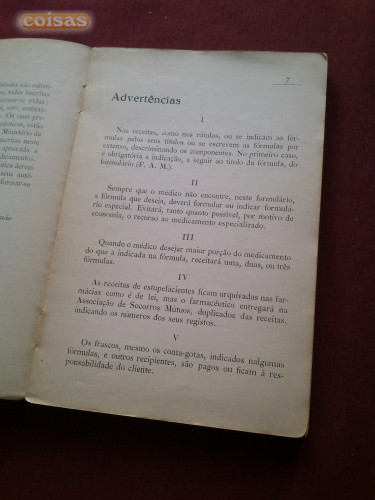 coisas
7
Advertências
I
Nas receitas, como nos rótulos, ou se indicam as fór-
mulas pelos seus títulos ou se escrevem as fórmulas por
extenso, descriminando os componentes. No primeiro caso,
é obrigatória a indicação, a seguir ao título da fórmula, do
formulário (F. A. M.).
II
Sempre que o médico não encontre, neste formulário,
a fórmula que deseja, deverá formular ou indicar formulá-
rio especial. Evitará, tanto quanto possível, por motivo de
economia, o recurso ao medicamento especializado.
III
Quando o médico desejar maior porção do medicamento
do que a indicada na fórmula, receitará uma, duas, ou três
fórmulas.
IV
As receitas de estupefacientes ficam arquivadas nas far-
mácias como é de lei, mas o farmacêutico entregará na
Associação de Socorros Mútuos, duplicados das receitas,
indicando os números dos seus registos.
V
Os frascos, mesmo os conta-gotas, indicados nalgumas
fórmulas, e outros recipientes, são pagos ou ficam à res-
ponsabilidade do cliente.